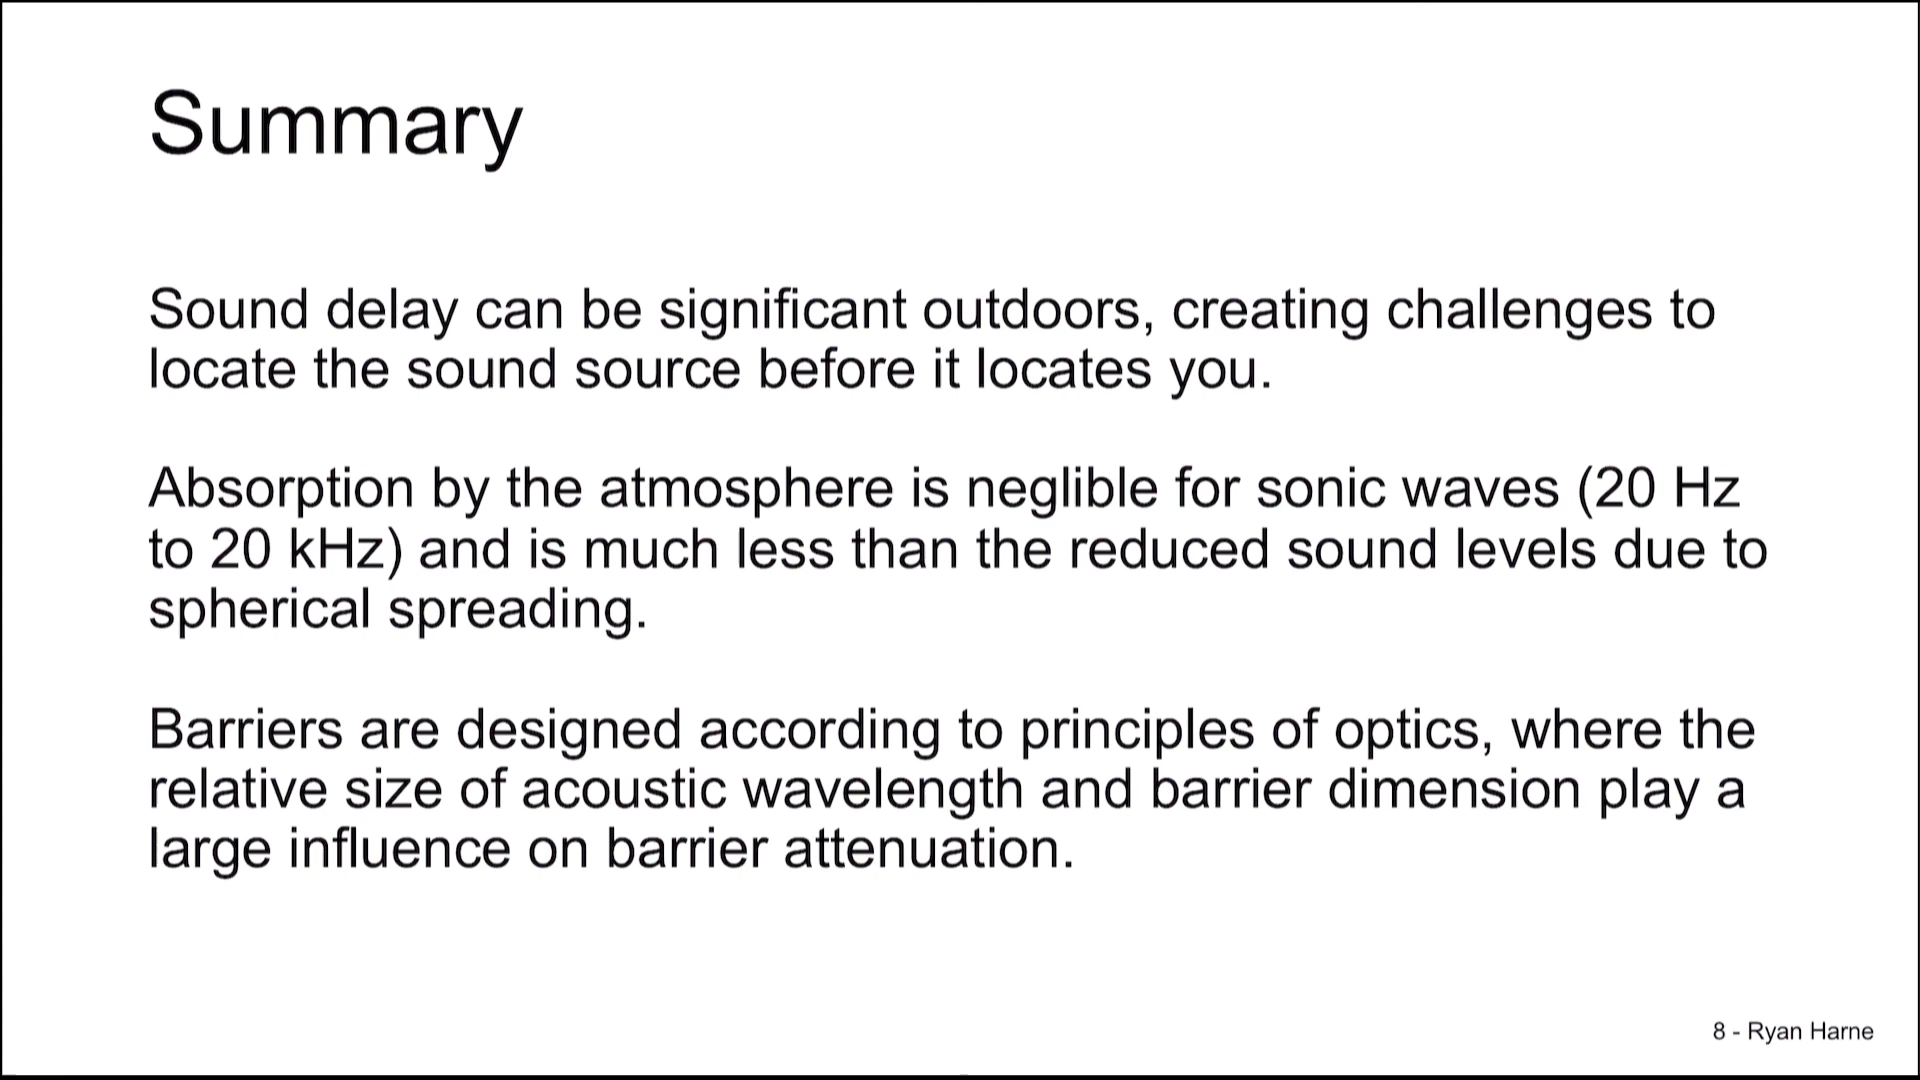 Summary
Sound delay can be significant outdoors, creating challenges to
locate the sound source before it locates you.
Absorption by the atmosphere is neglible for sonic waves (20 Hz
to 20 kHz) and is much less than the reduced sound levels due to
spherical spreading.
Barriers are designed according to principles of optics, where the
relative size of acoustic wavelength and barrier dimension play a
large influence on barrier attenuation.
8 - Ryan Harne